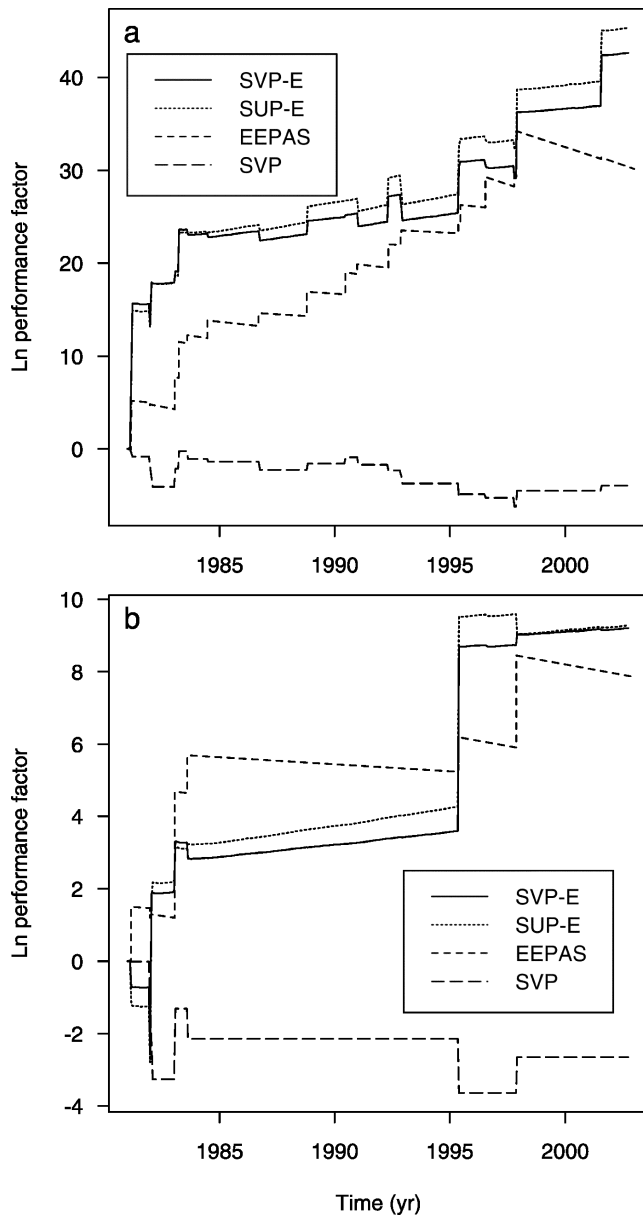 a
SVP-E
SUP-E
EEPAS
SVP
Ln performance factor
40
30
20
10
0
1985 1990 1995 2000
b
SVP-E
SUP-E
EEPAS
SVP
Ln performance factor
10
8
6
4
2
0
-2
-4
1985 1990 1995 2000
Time (yr)